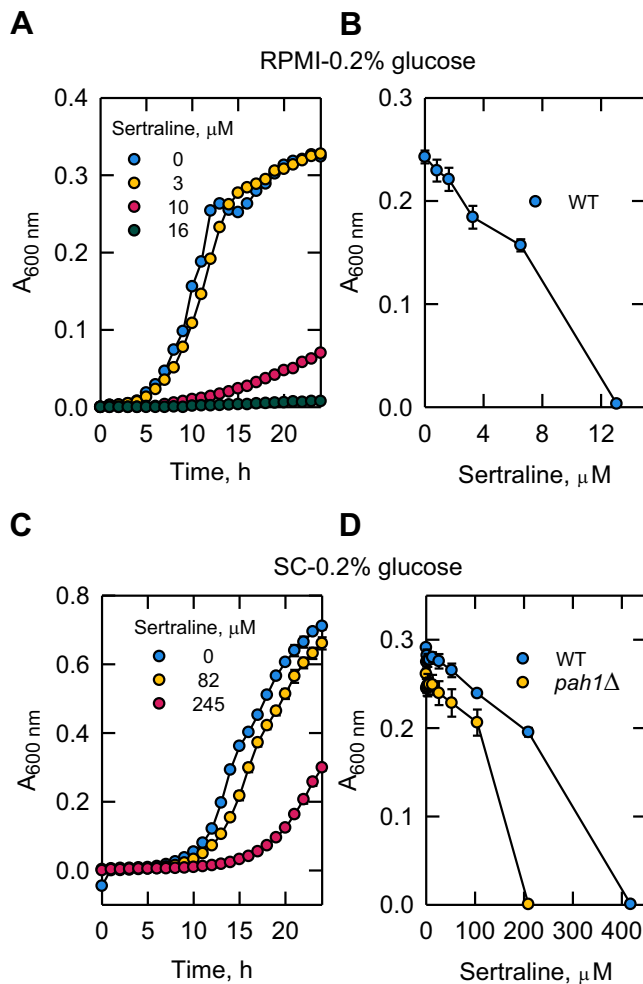 A
B
RPMI-0.2% glucose
0.4
0.3
0.2
0.1
0.0
A600 nm
Sertraline, μM
0
3
10
16
0 5 10 15 20
Time, h
0.3
0.2
0.1
0.0
A600 nm
WT
0 4 8 12
Sertraline, μM
C
D
SC-0.2% glucose
0.8
0.6
0.4
0.2
0.0
A600 nm
Sertraline, μM
0
82
245
0 5 10 15 20
Time, h
0.3
0.2
0.1
0.0
A600 nm
WT
pah1Δ
0 100 200 300 400
Sertraline, μM